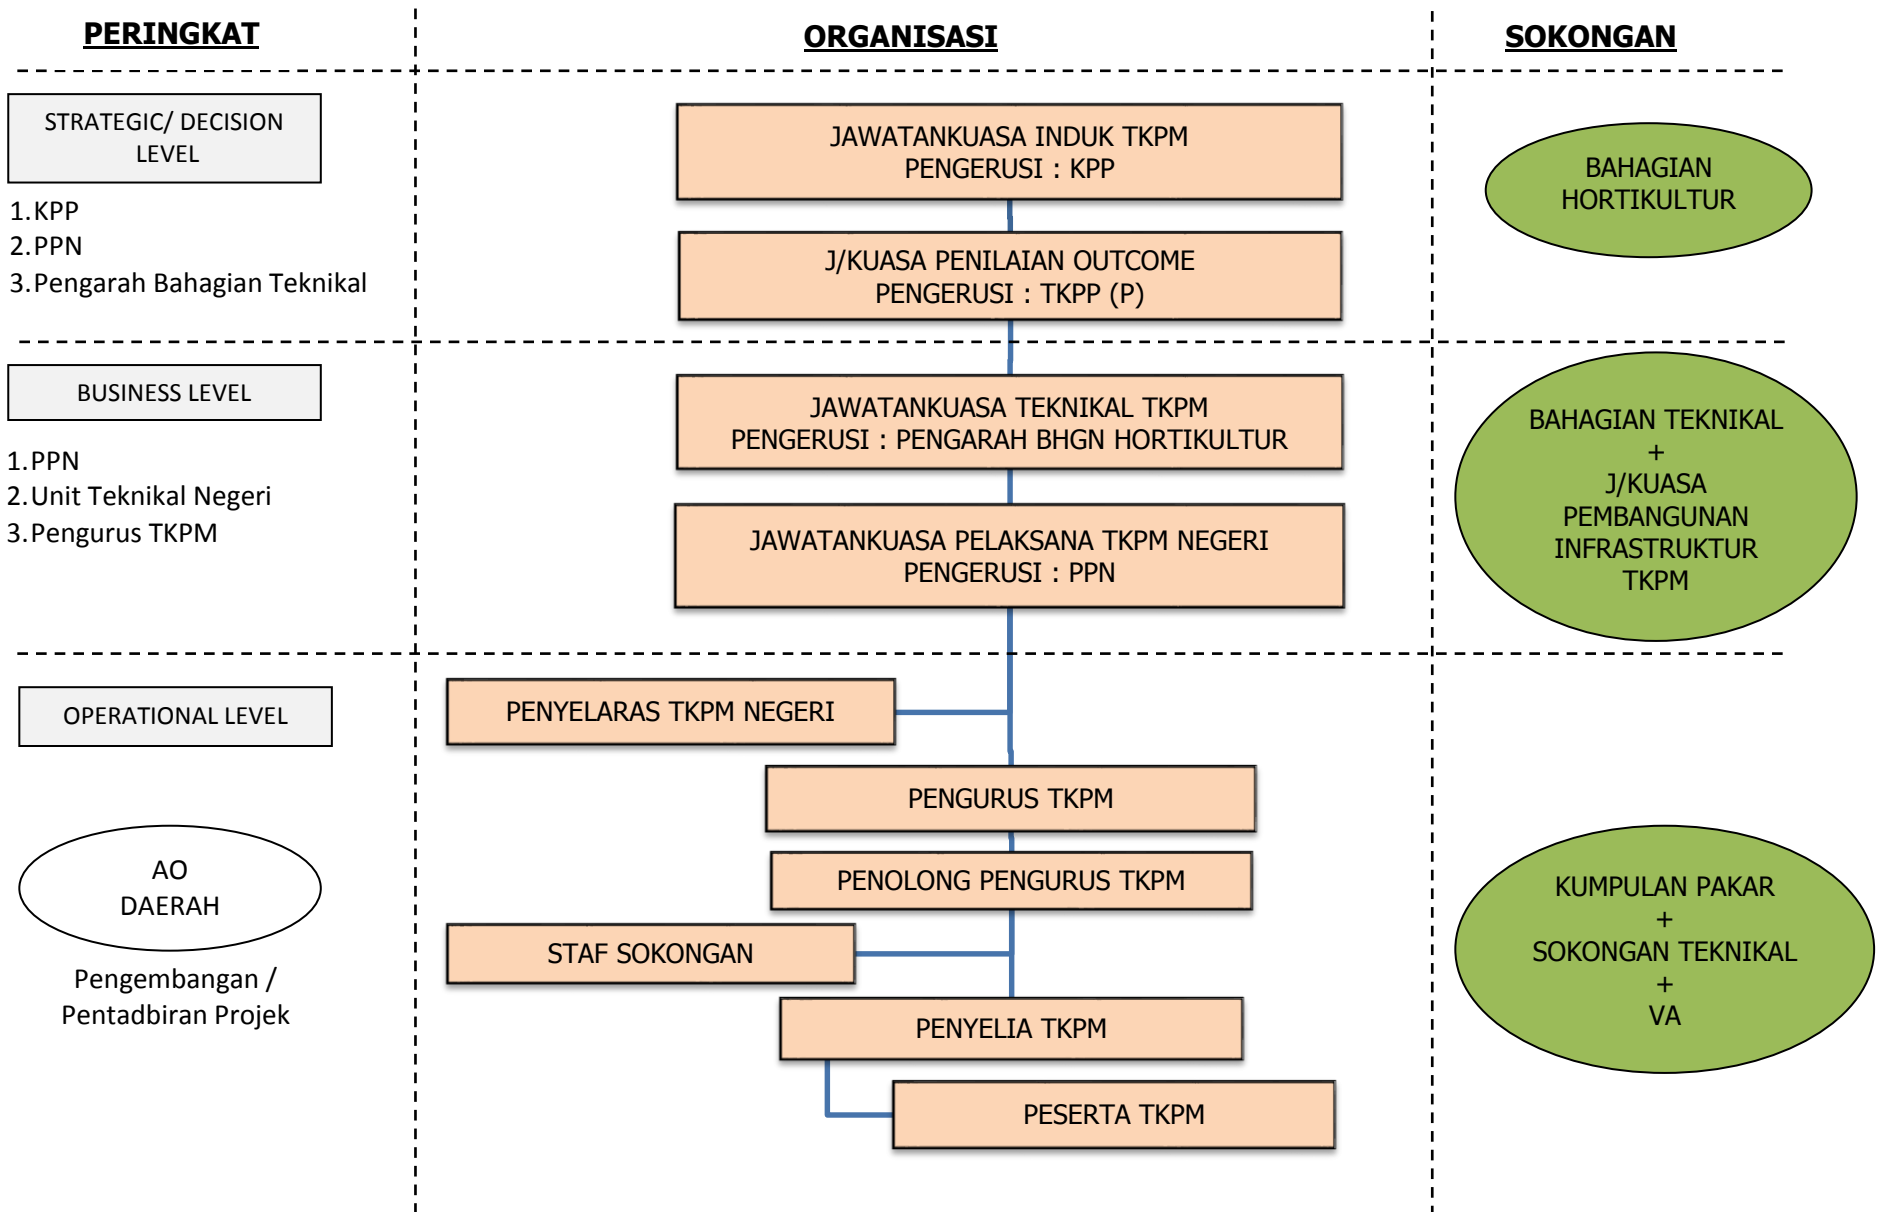 PERINGKAT
ORGANISASI
SOKONGAN
STRATEGIC/ DECISION
LEVEL
1.KPP
2.PPN
3.Pengarah Bahagian Teknikal
JAWATANKUASA INDUK TKPM
PENGERUSI : KPP
J/KUASA PENILAIAN OUTCOME
PENGERUSI : TKPP (P)
BAHAGIAN
HORTIKULTUR
BUSINESS LEVEL
1.PPN
2.Unit Teknikal Negeri
3.Pengurus TKPM
JAWATANKUASA TEKNIKAL TKPM
PENGERUSI : PENGARAH BHGN HORTIKULTUR
JAWATANKUASA PELAKSANA TKPM NEGERI
PENGERUSI : PPN
BAHAGIAN TEKNIKAL
+
J/KUASA
PEMBANGUNAN
INFRASTRUKTUR
TKPM
OPERATIONAL LEVEL
AO
DAERAH
Pengembangan /
Pentadbiran Projek
PENYELARAS TKPM NEGERI
PENGURUS TKPM
PENOLONG PENGURUS TKPM
STAF SOKONGAN
PENYELIA TKPM
PESERTA TKPM
KUMPULAN PAKAR
+
SOKONGAN TEKNIKAL
+
VA